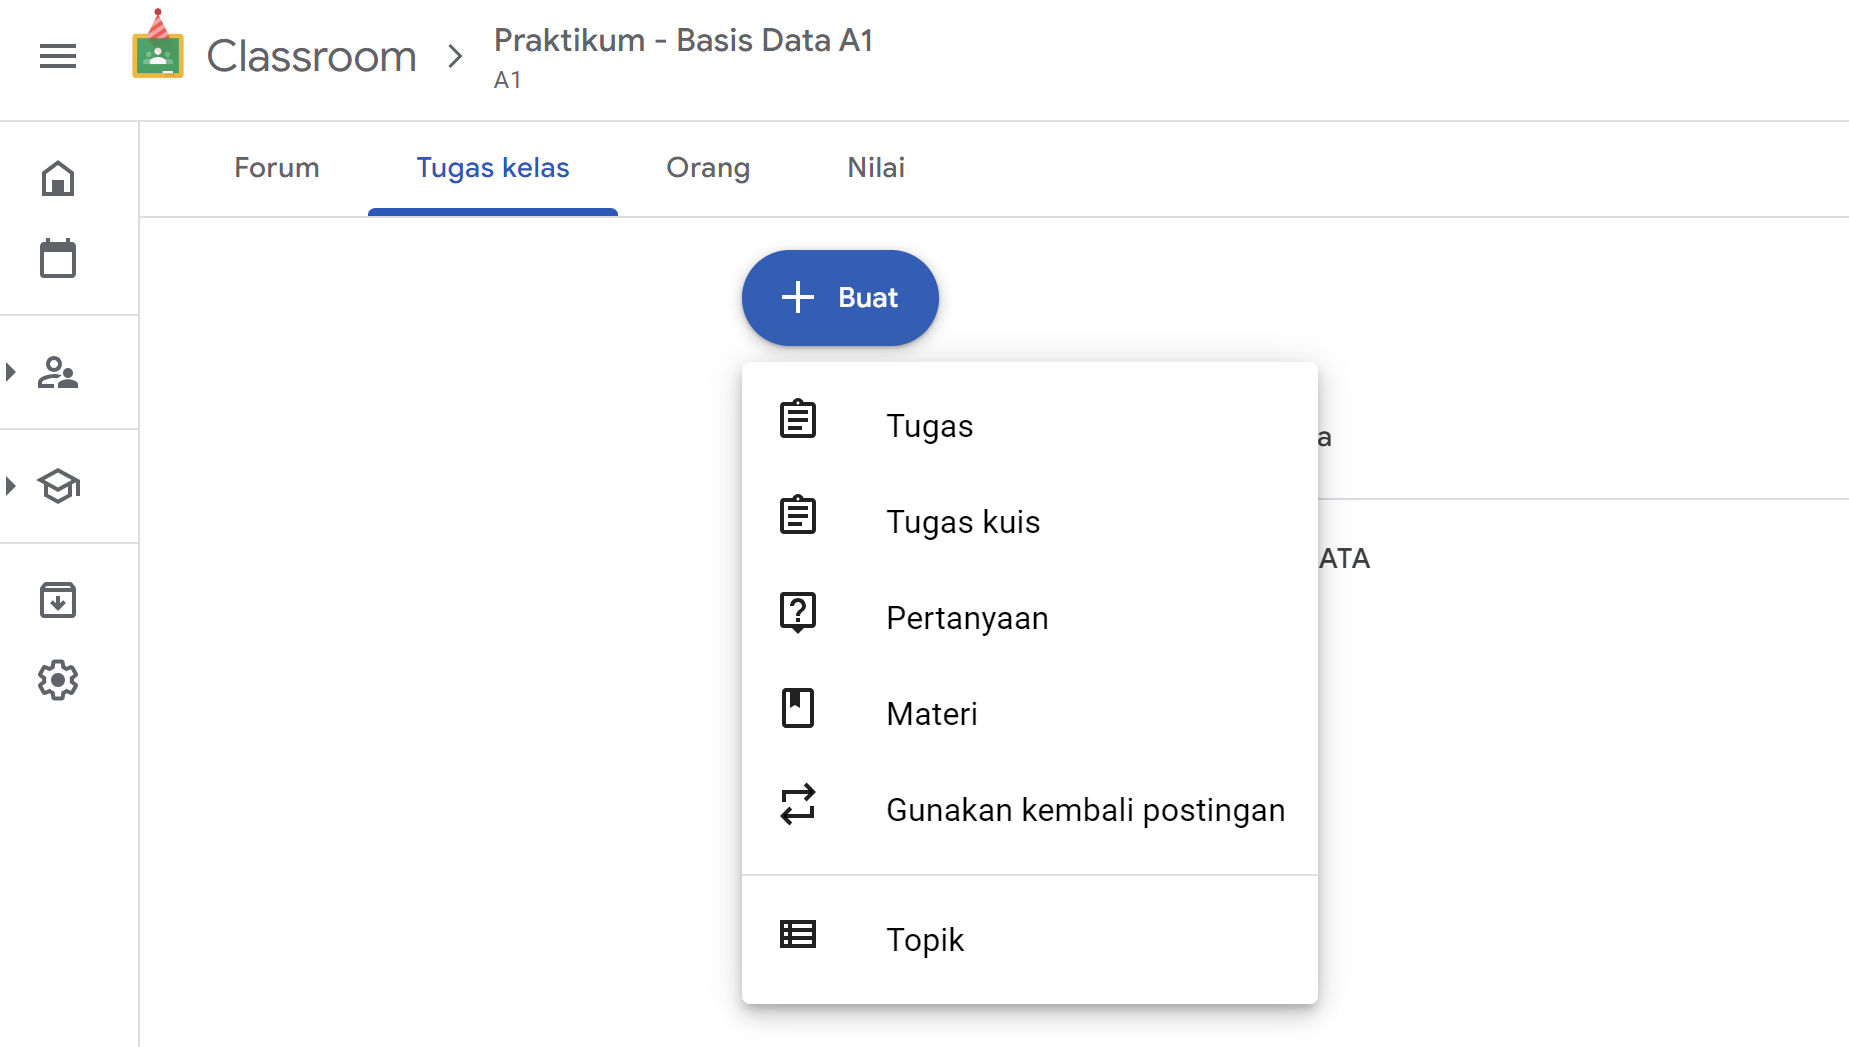 Classroom
Praktikum - Basis Data A1
A1
Forum
Tugas kelas
Orang
Nilai
Buat
Tugas
Tugas kuis
Pertanyaan
Materi
Gunakan kembali postingan
Topik
a
ATA